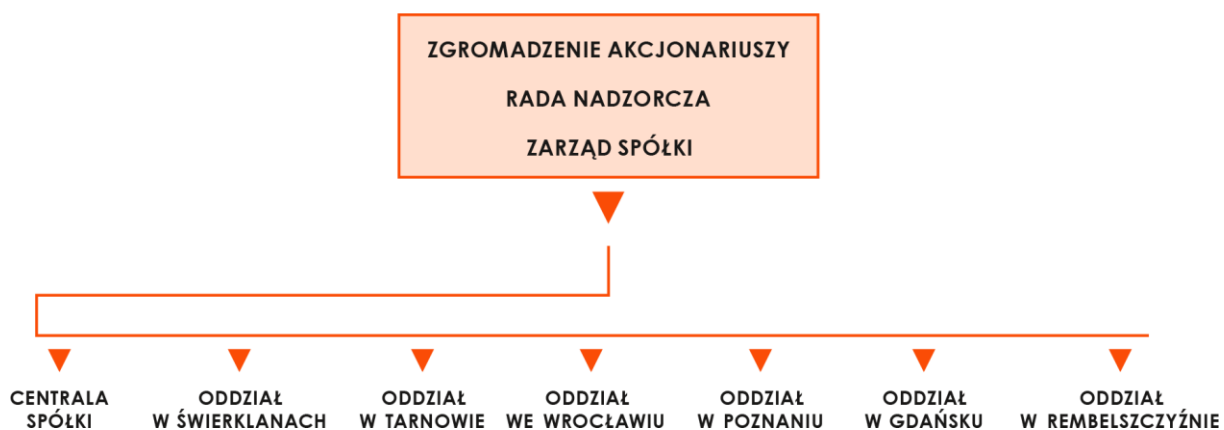 ZGROMADZENIE AKCJONARIUSZY
RADA NADZORCZA
ZARZĄD SPÓŁKI
CENTRALA
SPÓŁKI
ODDZIAŁ
W ŚWIERKLANACH
ODDZIAŁ
W TARNOWIE
ODDZIAŁ
WE WROCŁAWIU
ODDZIAŁ
W POZNANIU
ODDZIAŁ
W GDAŃSKU
ODDZIAŁ
W REMBELSZCZYŹNIE